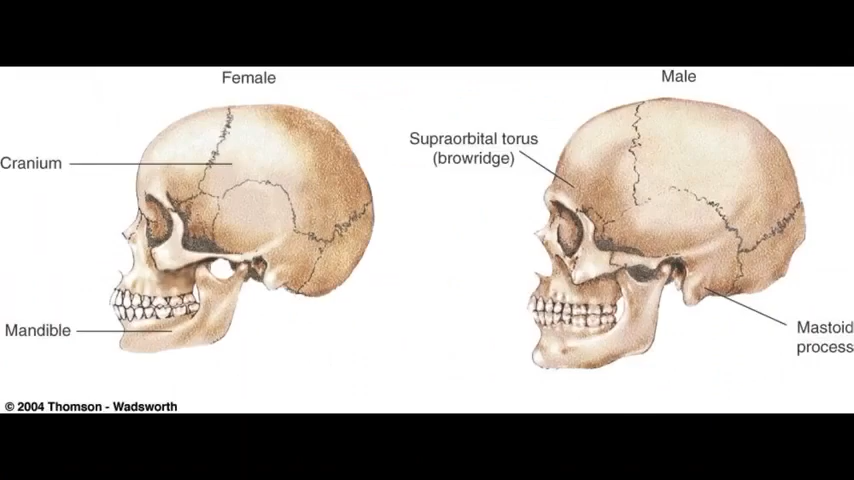 Female
Male
Cranium
Supraorbital torus
(browridge)
Mandible
Mastoid
process
© 2004 Thomson - Wadsworth